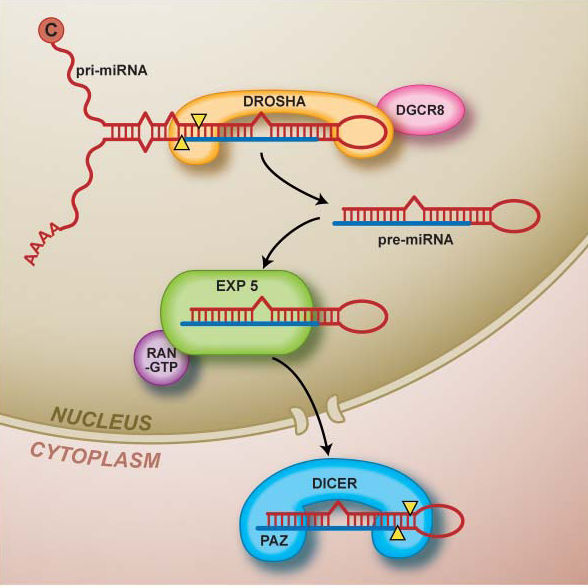 C
pri-miRNA
DROSHA
DGCR8
AAAA
pre-miRNA
EXP 5
RAN
-GTP
NUCLEUS
CYTOPLASM
DICER
PAZ